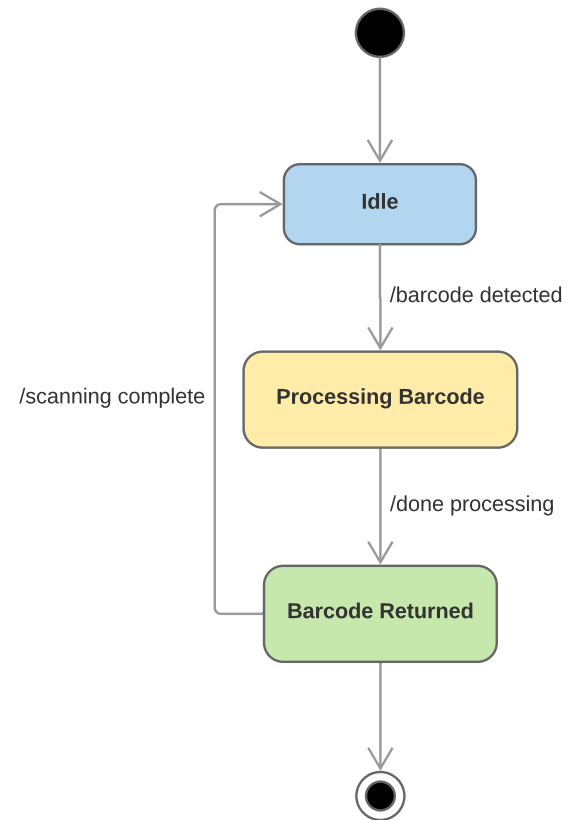 Idle
/barcode detected
/scanning complete
Processing Barcode
/done processing
Barcode Returned